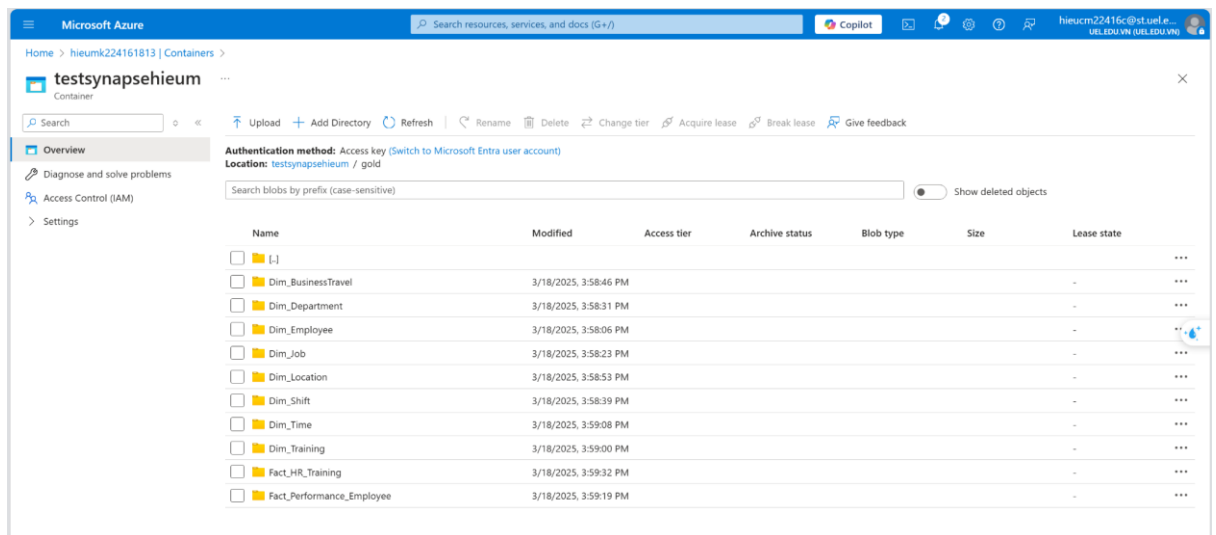 Microsoft Azure
Search resources, services, and docs (G+/)
Copilot
2
hieucm22416c@st.uel.e...
UEL.EDU.VN (UEL.EDU.VN)
Home > hieumk224161813 | Containers >
testsynapsehieum ...
Container
Search
Upload Add Directory Refresh Rename Delete Change tier Acquire lease Break lease Give feedback
Overview
Diagnose and solve problems
Access Control (IAM)
Settings
Authentication method: Access key (Switch to Microsoft Entra user account)
Location: testsynapsehieum / gold
Search blobs by prefix (case-sensitive)
Show deleted objects
Name Modified Access tier Archive status Blob type Size Lease state
[..]
Dim_BusinessTravel 3/18/2025, 3:58:46 PM -
Dim_Department 3/18/2025, 3:58:31 PM -
Dim_Employee 3/18/2025, 3:58:06 PM -
Dim_Job 3/18/2025, 3:58:23 PM -
Dim_Location 3/18/2025, 3:58:53 PM -
Dim_Shift 3/18/2025, 3:58:39 PM -
Dim_Time 3/18/2025, 3:59:08 PM -
Dim_Training 3/18/2025, 3:59:00 PM -
Fact_HR_Training 3/18/2025, 3:59:32 PM -
Fact_Performance_Employee 3/18/2025, 3:59:19 PM -